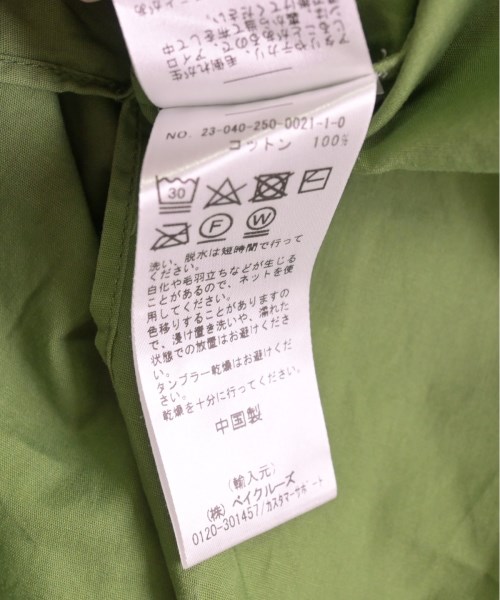 NO. 23-040-250-0021-1-0
コットン 100%
30
F W
洗い、脱水は短時間で行って
ください。
白化や毛羽立ちなどが生じる
ことがあるので、ネットを使
用してください。
色移りすることがありますの
で、浸け置き洗いや、濡れた
状態での放置はお避けくださ
い。
タンブラー乾燥はお避けくだ
さい。
乾燥を十分に行ってください。
中国製
(輸入元)
(株) ベイクルーズ
0120-301457/カスタマーサポート